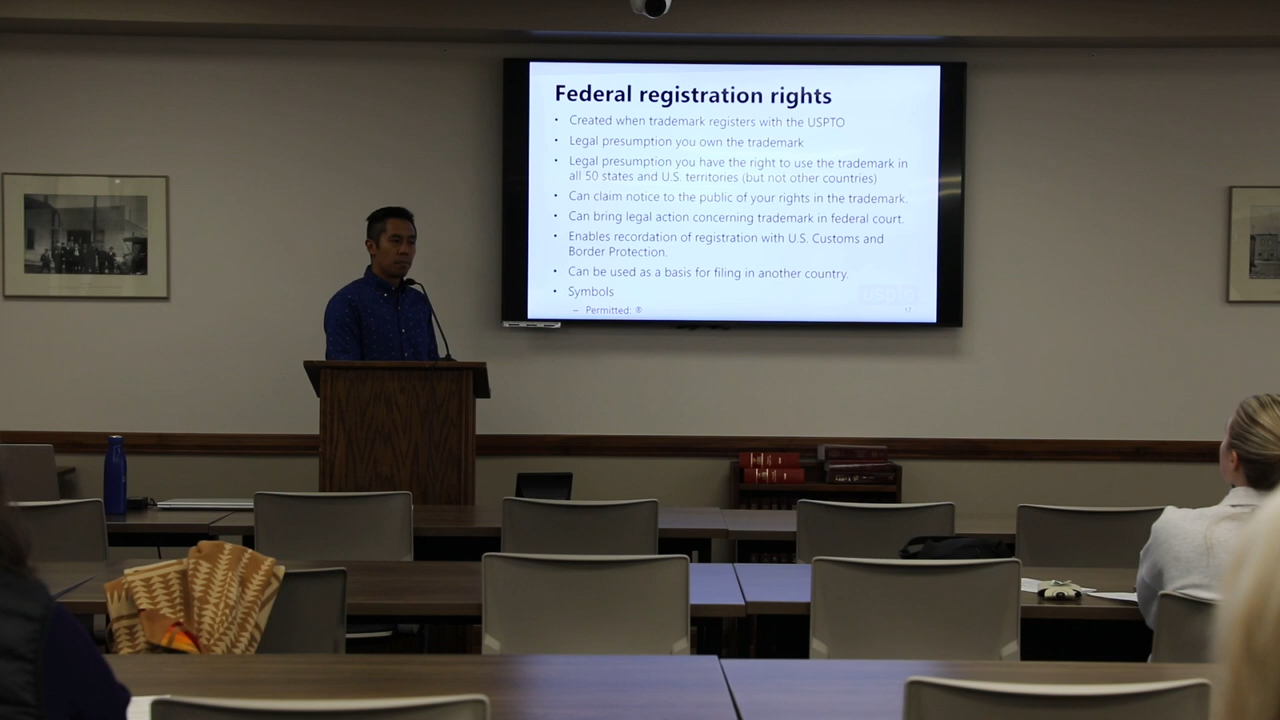 Federal registration rights
• Created when trademark registers with the USPTO
• Legal presumption you own the trademark
• Legal presumption you have the right to use the trademark in
all 50 states and U.S. territories (but not other countries)
• Can claim notice to the public of your rights in the trademark.
• Can bring legal action concerning trademark in federal court.
• Enables recordation of registration with U.S. Customs and
Border Protection.
• Can be used as a basis for filing in another country.
• Symbols
– Permitted: ®
17